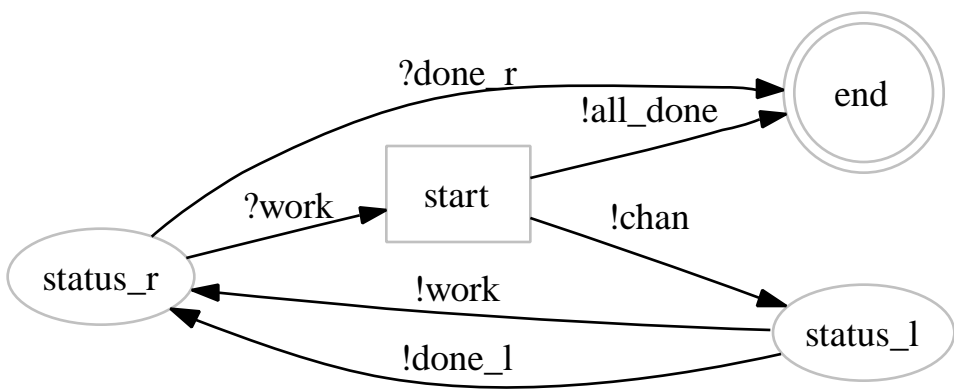 ?done_r
end
!all_done
start
?work
!chan
status_r
!work
status_l
!done_l